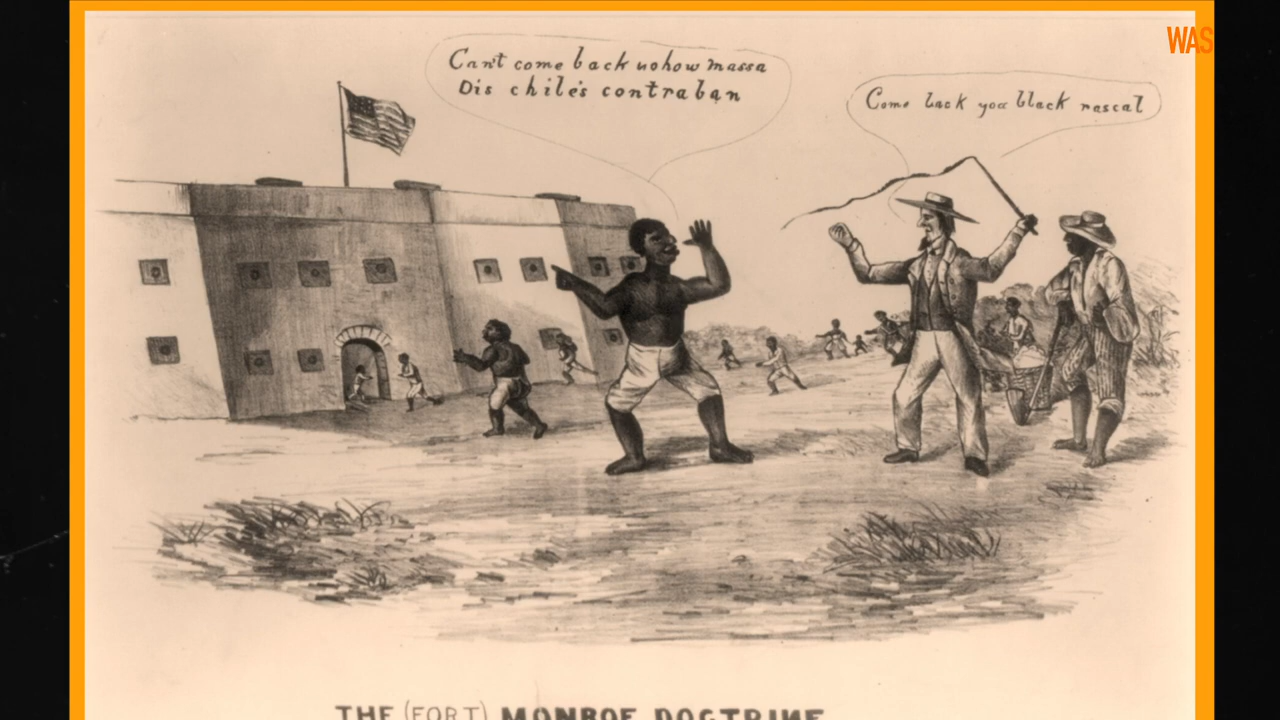 WAS
Can't come back nohow massa
Dis chile's contraban
Come back you black rascal
THE (FORT) MONROE DOCTRINE